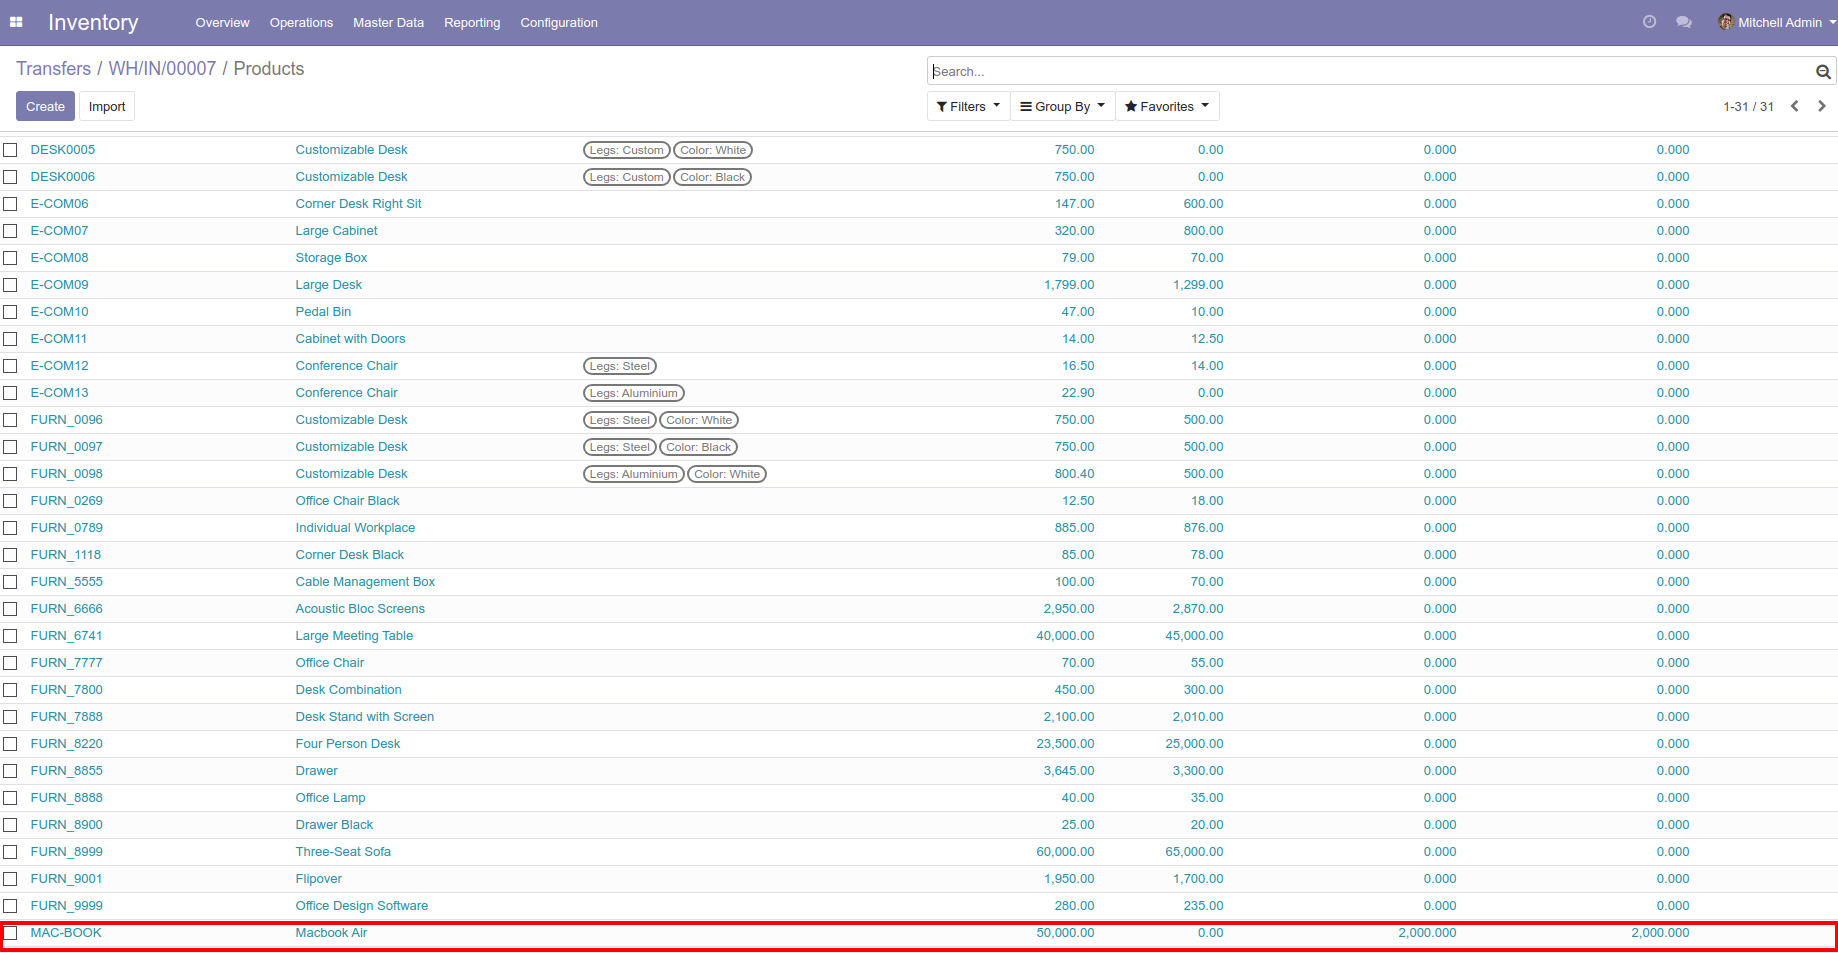 Inventory Overview Operations Master Data Reporting Configuration Mitchell Admin
Transfers / WH/IN/00007 / Products Search...
Create Import Filters Group By Favorites 1-31 / 31
DESK0005 Customizable Desk Legs: Custom Color: White 750.00 0.00 0.000 0.000
DESK0006 Customizable Desk Legs: Custom Color: Black 750.00 0.00 0.000 0.000
E-COM06 Corner Desk Right Sit 147.00 600.00 0.000 0.000
E-COM07 Large Cabinet 320.00 800.00 0.000 0.000
E-COM08 Storage Box 79.00 70.00 0.000 0.000
E-COM09 Large Desk 1,799.00 1,299.00 0.000 0.000
E-COM10 Pedal Bin 47.00 10.00 0.000 0.000
E-COM11 Cabinet with Doors 14.00 12.50 0.000 0.000
E-COM12 Conference Chair Legs: Steel 16.50 14.00 0.000 0.000
E-COM13 Conference Chair Legs: Aluminium 22.90 0.00 0.000 0.000
FURN_0096 Customizable Desk Legs: Steel Color: White 750.00 500.00 0.000 0.000
FURN_0097 Customizable Desk Legs: Steel Color: Black 750.00 500.00 0.000 0.000
FURN_0098 Customizable Desk Legs: Aluminium Color: White 800.40 500.00 0.000 0.000
FURN_0269 Office Chair Black 12.50 18.00 0.000 0.000
FURN_0789 Individual Workplace 885.00 876.00 0.000 0.000
FURN_1118 Corner Desk Black 85.00 78.00 0.000 0.000
FURN_5555 Cable Management Box 100.00 70.00 0.000 0.000
FURN_6666 Acoustic Bloc Screens 2,950.00 2,870.00 0.000 0.000
FURN_6741 Large Meeting Table 40,000.00 45,000.00 0.000 0.000
FURN_7777 Office Chair 70.00 55.00 0.000 0.000
FURN_7800 Desk Combination 450.00 300.00 0.000 0.000
FURN_7888 Desk Stand with Screen 2,100.00 2,010.00 0.000 0.000
FURN_8220 Four Person Desk 23,500.00 25,000.00 0.000 0.000
FURN_8855 Drawer 3,645.00 3,300.00 0.000 0.000
FURN_8888 Office Lamp 40.00 35.00 0.000 0.000
FURN_8900 Drawer Black 25.00 20.00 0.000 0.000
FURN_8999 Three-Seat Sofa 60,000.00 65,000.00 0.000 0.000
FURN_9001 Flipover 1,950.00 1,700.00 0.000 0.000
FURN_9999 Office Design Software 280.00 235.00 0.000 0.000
MAC-BOOK Macbook Air 50,000.00 0.00 2,000.000 2,000.000